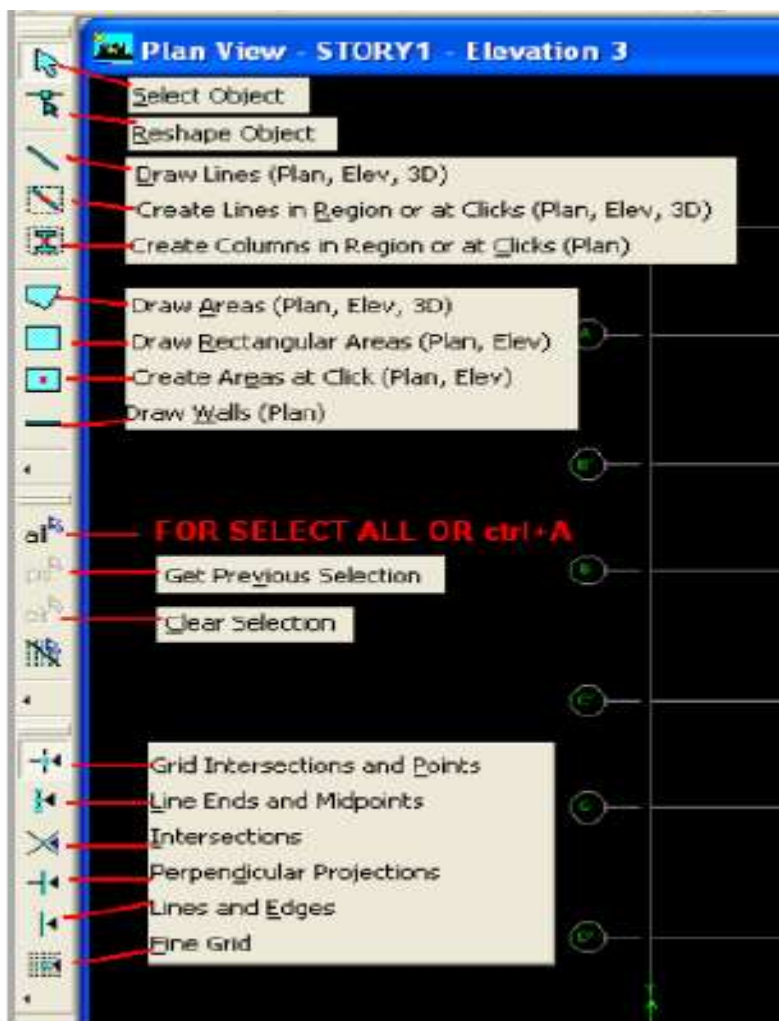 Plan View - STORY1 - Elevation 3
Select Object
Reshape Object
Draw Lines (Plan, Elev, 3D)
Create Lines in Region or at Clicks (Plan, Elev, 3D)
Create Columns in Region or at Clicks (Plan)
Draw Areas (Plan, Elev, 3D)
Draw Rectangular Areas (Plan, Elev)
Create Areas at Click (Plan, Elev)
Draw Walls (Plan)
all
FOR SELECT ALL OR ctrl+A
Get Previous Selection
Clear Selection
Grid Intersections and Points
Line Ends and Midpoints
Intersections
Perpendicular Projections
Lines and Edges
Fine Grid